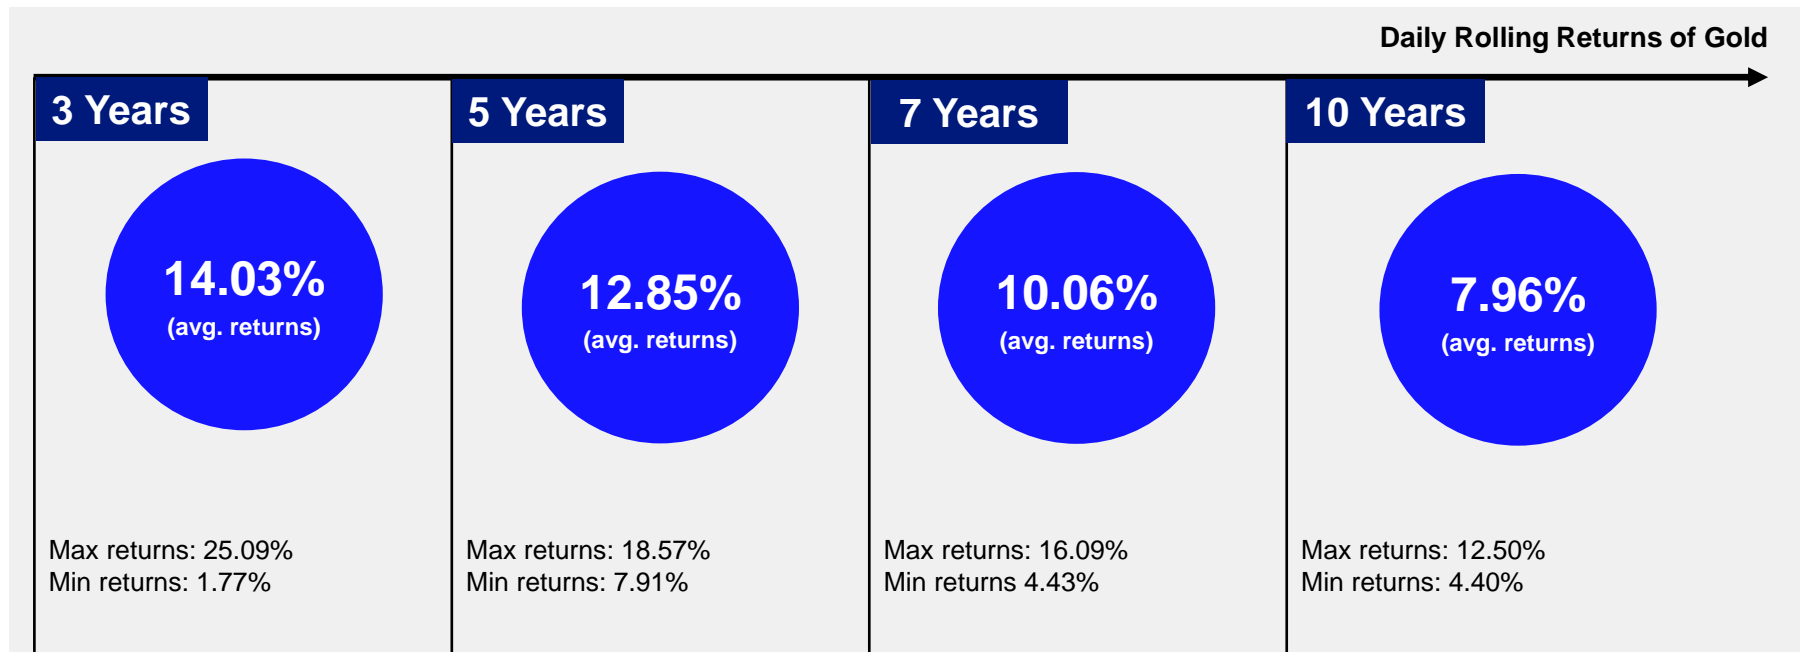 Daily Rolling Returns of Gold
3 Years
14.03%
(avg. returns)
Max returns: 25.09%
Min returns: 1.77%
5 Years
12.85%
(avg. returns)
Max returns: 18.57%
Min returns: 7.91%
7 Years
10.06%
(avg. returns)
Max returns: 16.09%
Min returns 4.43%
10 Years
7.96%
(avg. returns)
Max returns: 12.50%
Min returns: 4.40%